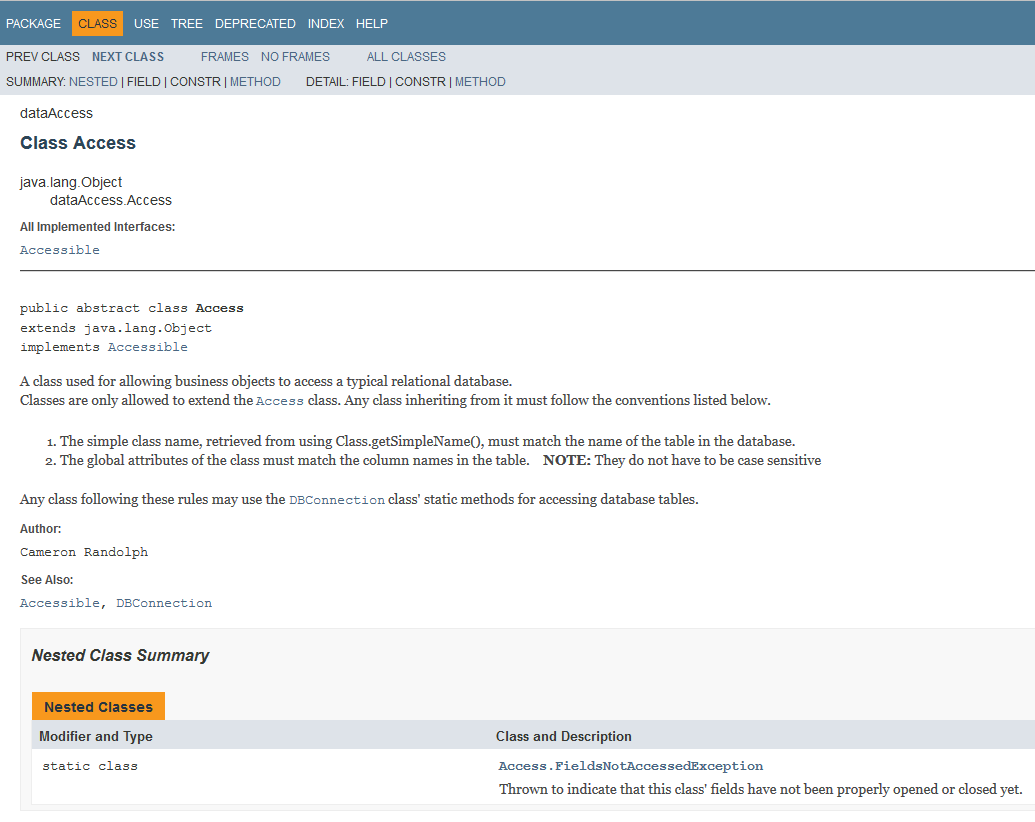 PACKAGE CLASS USE TREE DEPRECATED INDEX HELP
PREV CLASS NEXT CLASS FRAMES NO FRAMES ALL CLASSES
SUMMARY: NESTED | FIELD | CONSTR | METHOD DETAIL: FIELD | CONSTR | METHOD
dataAccess
Class Access
java.lang.Object
dataAccess.Access
All Implemented Interfaces:
Accessible
public abstract class Access
extends java.lang.Object
implements Accessible
A class used for allowing business objects to access a typical relational database.
Classes are only allowed to extend the Access class. Any class inheriting from it must follow the conventions listed below.
1. The simple class name, retrieved from using Class.getSimpleName(), must match the name of the table in the database.
2. The global attributes of the class must match the column names in the table. NOTE: They do not have to be case sensitive
Any class following these rules may use the DBConnection class' static methods for accessing database tables.
Author:
Cameron Randolph
See Also:
Accessible, DBConnection
Nested Class Summary
Nested Classes
Modifier and Type Class and Description
static class Access.FieldsNotAccessedException
Thrown to indicate that this class' fields have not been properly opened or closed yet.